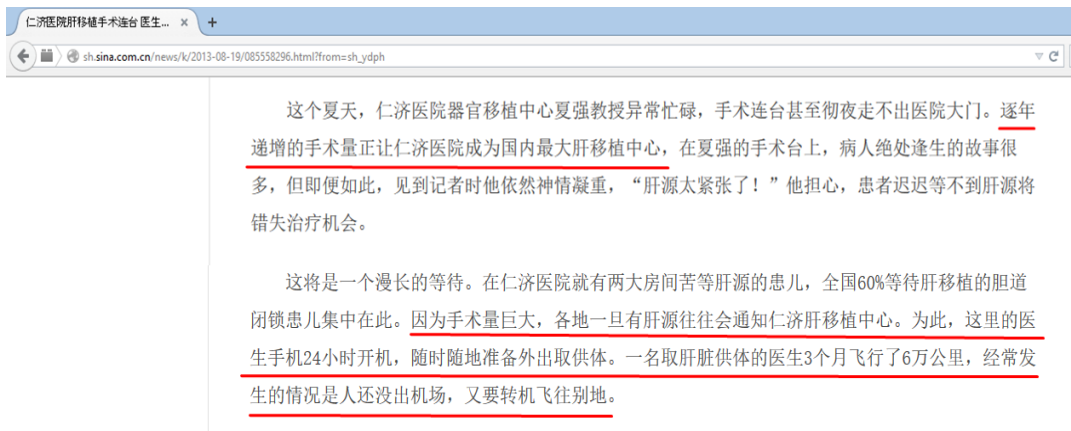 仁济医院肝移植手术连台 医生...
sh.sina.com.cn/news/k/2013-08-19/085558296.html?from=sh_ydph
这个夏天，仁济医院器官移植中心夏强教授异常忙碌，手术连台甚至彻夜走不出医院大门。逐年
递增的手术量正让仁济医院成为国内最大肝移植中心，在夏强的手术台上，病人绝处逢生的故事很
多，但即便如此，见到记者时他依然神情凝重，“肝源太紧张了！”他担心，患者迟迟等不到肝源将
错失治疗机会。
这将是一个漫长的等待。在仁济医院就有两大房间苦等肝源的患儿，全国60%等待肝移植的胆道
闭锁患儿集中在此。因为手术量巨大，各地一旦有肝源往往会通知仁济肝移植中心。为此，这里的医
生手机24小时开机，随时随地准备外出取供体。一名取肝脏供体的医生3个月飞行了6万公里，经常发
生的情况是人还没出机场，又要转机飞往别地。